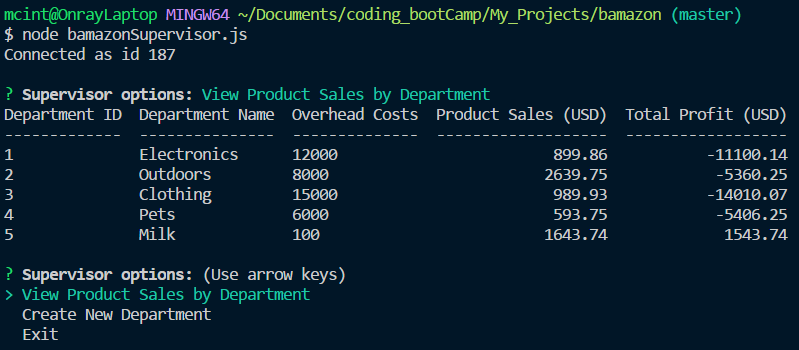 mcint@OnrayLaptop MINGW64 ~/Documents/coding_bootCamp/My_Projects/bamazon (master)
$ node bamazonSupervisor.js
Connected as id 187
? Supervisor options: View Product Sales by Department
Department ID  Department Name  Overhead Costs  Product Sales (USD)  Total Profit (USD)
-------------  ---------------  --------------  -------------------  ------------------
1              Electronics      12000                        899.86           -11100.14
2              Outdoors         8000                        2639.75            -5360.25
3              Clothing         15000                        989.93           -14010.07
4              Pets             6000                         593.75            -5406.25
5              Milk             100                         1643.74             1543.74
? Supervisor options: (Use arrow keys)
> View Product Sales by Department
  Create New Department
  Exit